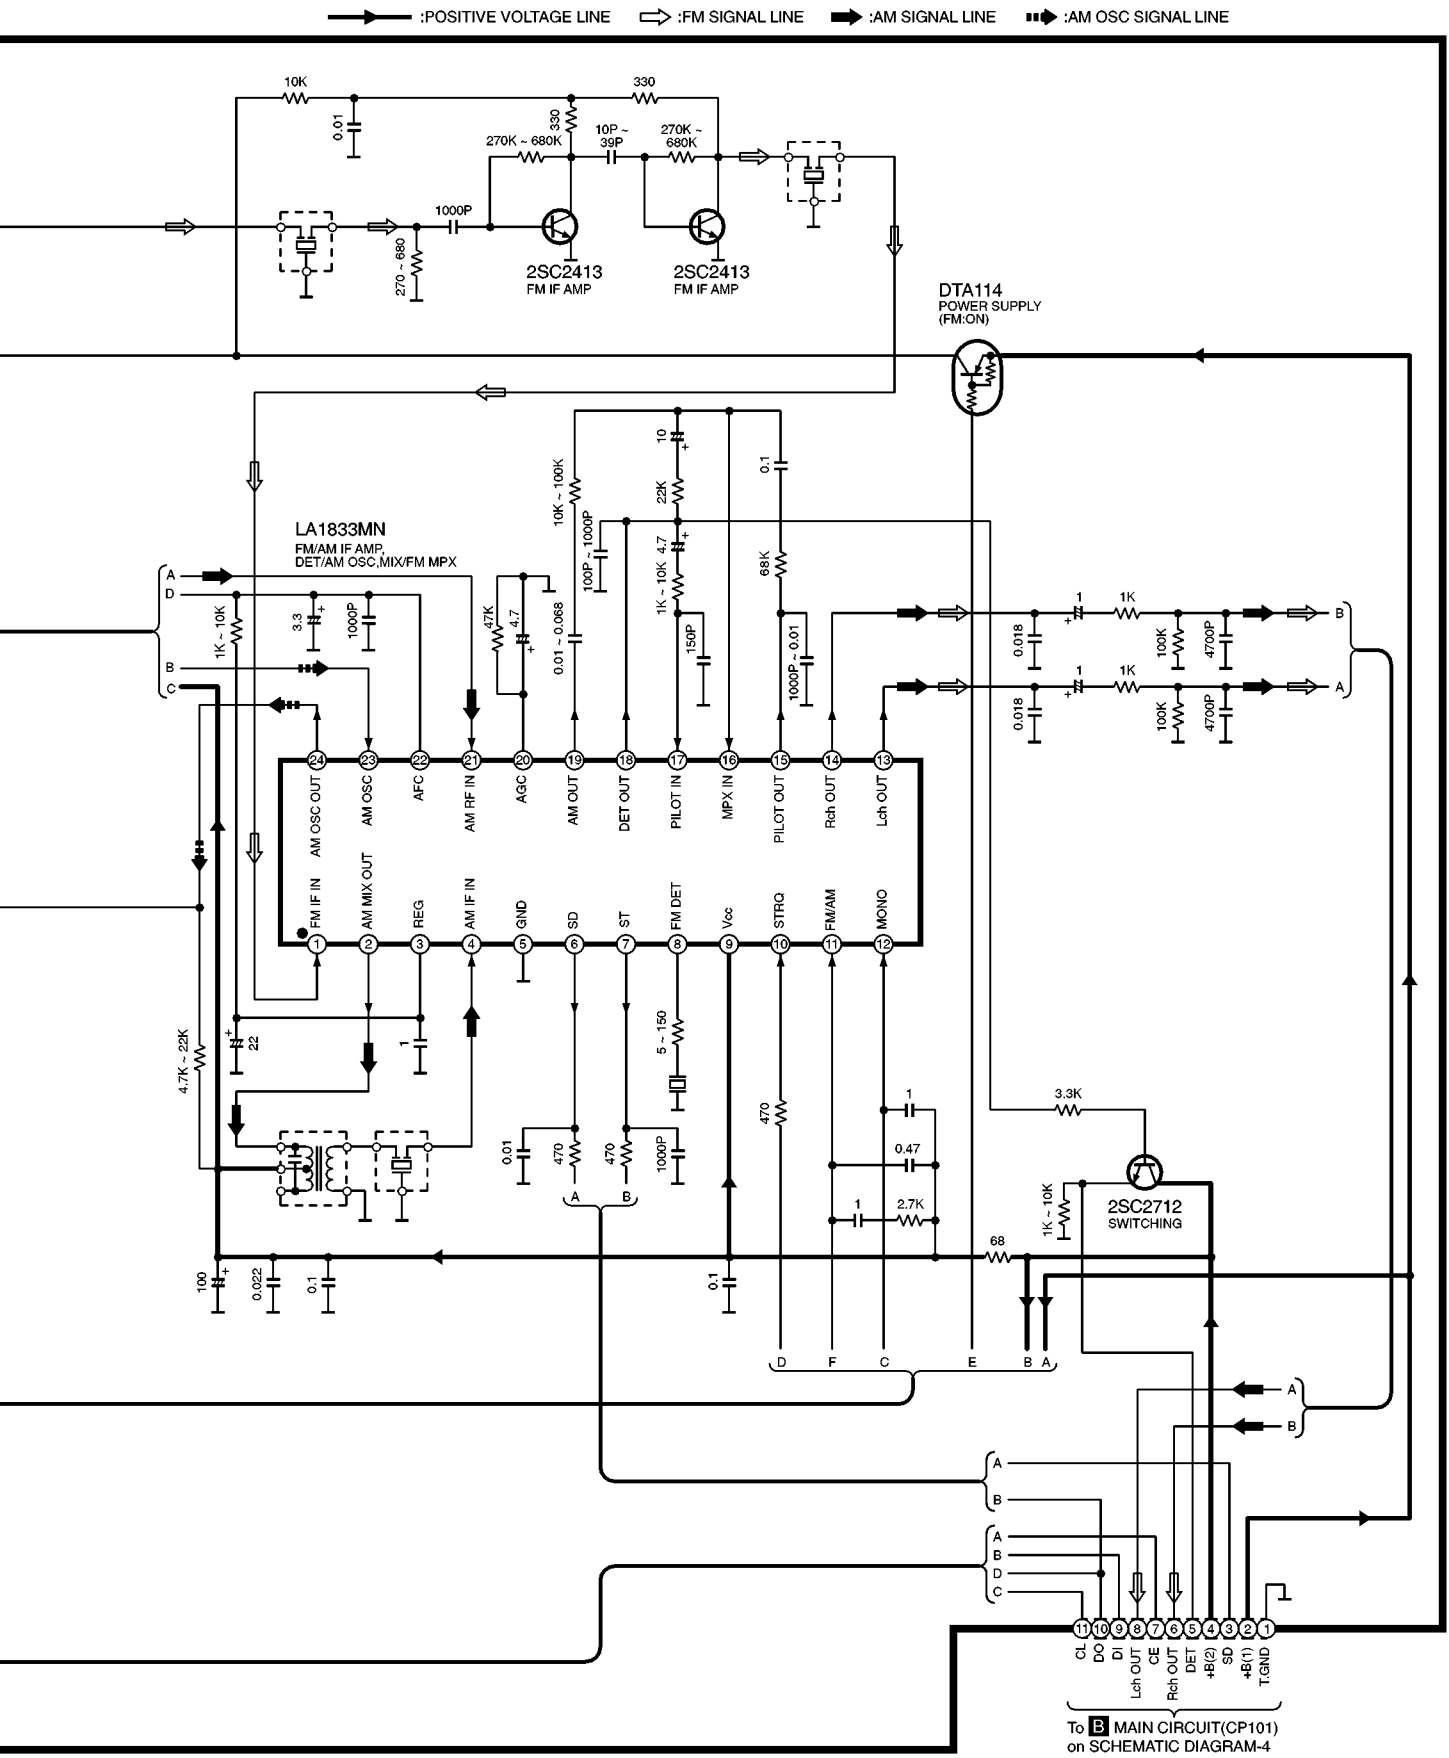 :POSITIVE VOLTAGE LINE :FM SIGNAL LINE :AM SIGNAL LINE :AM OSC SIGNAL LINE
10K
330
0.01
330
270K ~ 680K
10P ~
39P
270K ~
680K
1000P
270 ~ 680
2SC2413
FM IF AMP
2SC2413
FM IF AMP
DTA114
POWER SUPPLY
(FM:ON)
10
0.1
10K ~ 100K
22K
LA1833MN
FM/AM IF AMP,
DET/AM OSC,MIX/FM MPX
100P ~ 1000P
4.7
68K
1K ~ 10K
A
D
B
C
1K ~ 10K
3.3
1000P
47K
4.7
0.01 ~ 0.068
150P
1000P ~ 0.01
1
1K
B
0.018
100K
4700P
1
1K
A
0.018
100K
4700P
24 23 22 21 20 19 18 17 16 15 14 13
AM OSC OUT
AM OSC
AFC
AM RF IN
AGC
AM OUT
DET OUT
PILOT IN
MPX IN
PILOT OUT
Rch OUT
Lch OUT
FM IF IN
AM MIX OUT
REG
AM IF IN
GND
SD
ST
FM DET
Vcc
STRQ
FM/AM
MONO
1 2 3 4 5 6 7 8 9 10 11 12
4.7K ~ 22K
22
1
5 ~ 150
470
1
3.3K
0.47
0.01
470
470
1000P
A B
1
2.7K
1K ~ 10K
2SC2712
SWITCHING
68
100
0.022
0.1
0.1
D F C E B A
A
B
A
B
A
B
D
C
11 10 9 8 7 6 5 4 3 2 1
CL
DO
DI
Lch OUT
CE
Rch OUT
DET
+B(2)
SD
+B(1)
T.GND
To B MAIN CIRCUIT(CP101)
on SCHEMATIC DIAGRAM-4